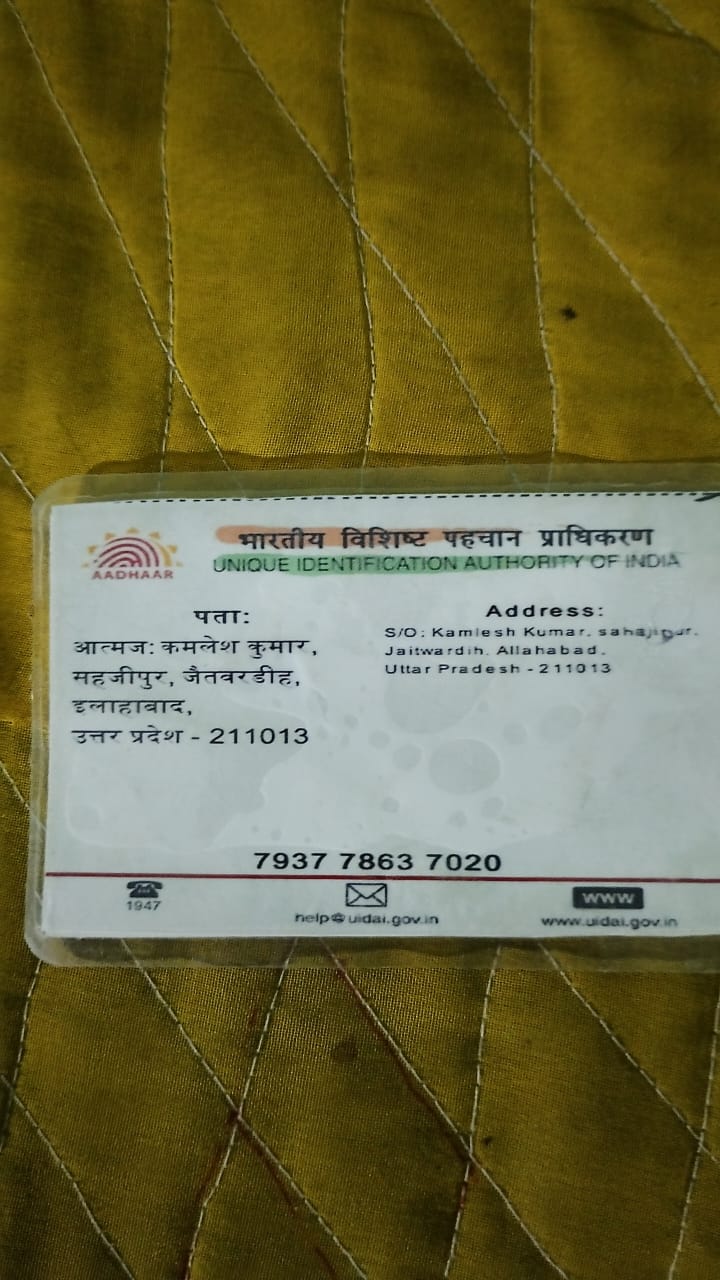 भारतीय विशिष्ट पहचान प्राधिकरण
UNIQUE IDENTIFICATION AUTHORITY OF INDIA
AADHAAR
पता:
आत्मज: कमलेश कुमार,
महजीपुर, जैतवरडीह,
इलाहाबाद,
उत्तर प्रदेश - 211013
Address:
S/O: Kamlesh Kumar, sahajipur,
Jaitwardih, Allahabad,
Uttar Pradesh - 211013
7937 7863 7020
1947
help@uidai.gov.in
WWW
www.uidai.gov.in